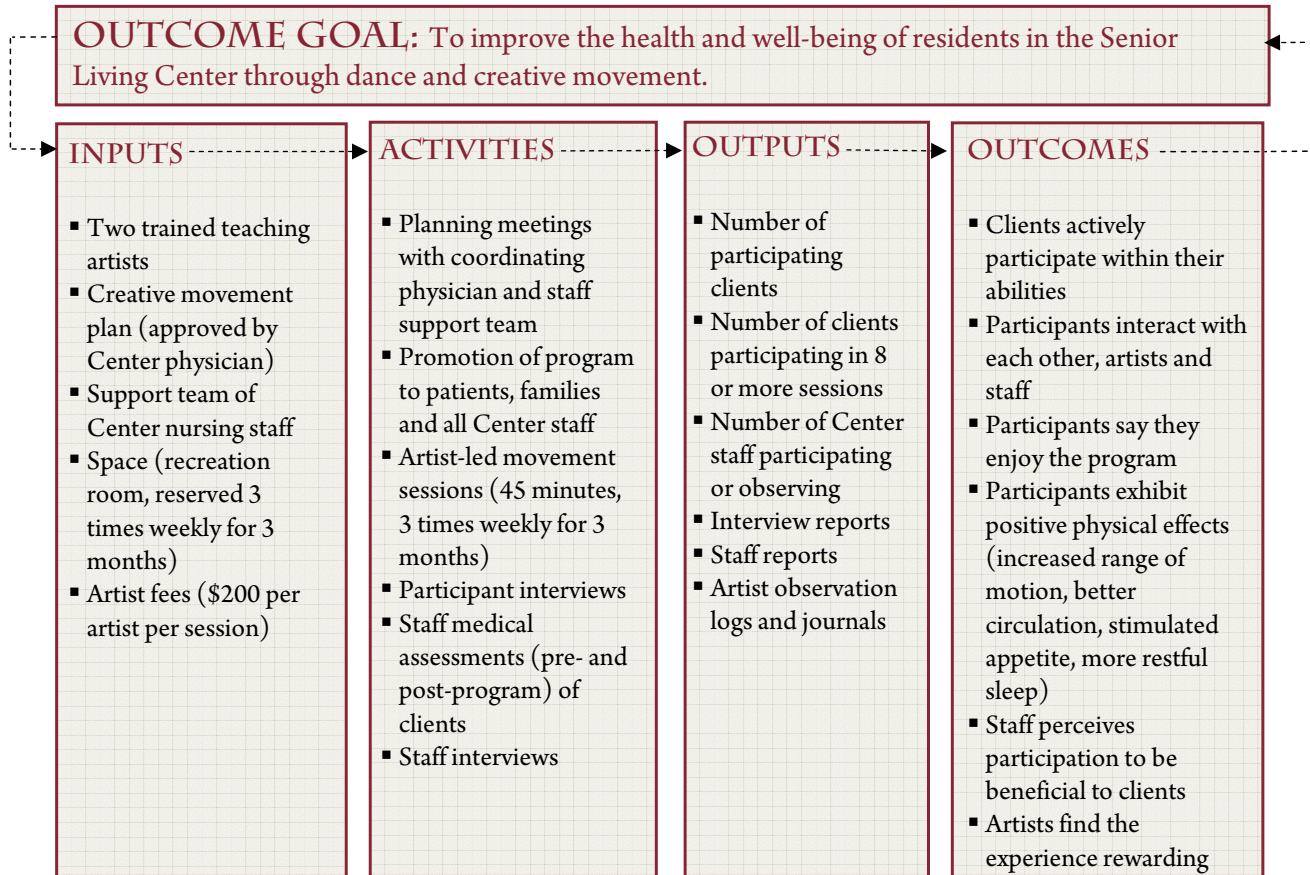 OUTCOME GOAL: To improve the health and well-being of residents in the Senior
Living Center through dance and creative movement.
INPUTS
▪ Two trained teaching
artists
▪ Creative movement
plan (approved by
Center physician)
▪ Support team of
Center nursing staff
▪ Space (recreation
room, reserved 3
times weekly for 3
months)
▪ Artist fees ($200 per
artist per session)
ACTIVITIES
▪ Planning meetings
with coordinating
physician and staff
support team
▪ Promotion of program
to patients, families
and all Center staff
▪ Artist-led movement
sessions (45 minutes,
3 times weekly for 3
months)
▪ Participant interviews
▪ Staff medical
assessments (pre- and
post-program) of
clients
▪ Staff interviews
OUTPUTS
▪ Number of
participating
clients
▪ Number of clients
participating in 8
or more sessions
▪ Number of Center
staff participating
or observing
▪ Interview reports
▪ Staff reports
▪ Artist observation
logs and journals
OUTCOMES
▪ Clients actively
participate within their
abilities
▪ Participants interact with
each other, artists and
staff
▪ Participants say they
enjoy the program
▪ Participants exhibit
positive physical effects
(increased range of
motion, better
circulation, stimulated
appetite, more restful
sleep)
▪ Staff perceives
participation to be
beneficial to clients
▪ Artists find the
experience rewarding